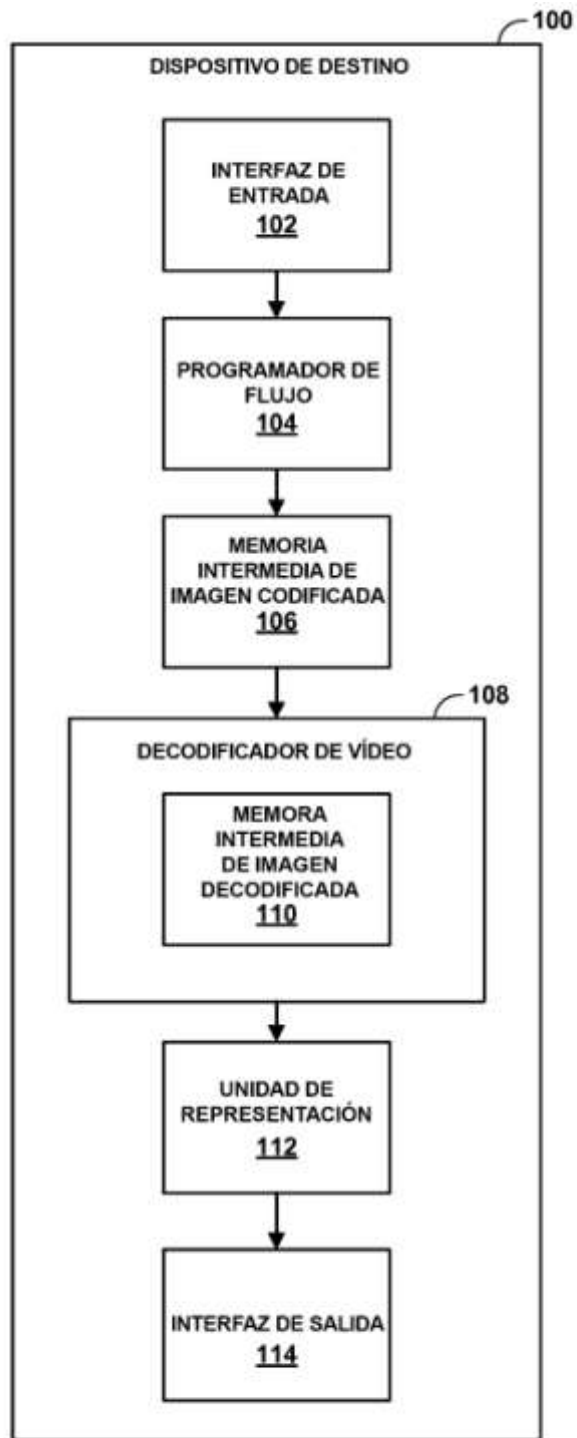 100
DISPOSITIVO DE DESTINO
INTERFAZ DE
ENTRADA
102
PROGRAMADOR DE
FLUJO
104
MEMORIA
INTERMEDIA DE
IMAGEN CODIFICADA
106
108
DECODIFICADOR DE VÍDEO
MEMORA
INTERMEDIA
DE IMAGEN
DECODIFICADA
110
UNIDAD DE
REPRESENTACIÓN
112
INTERFAZ DE SALIDA
114